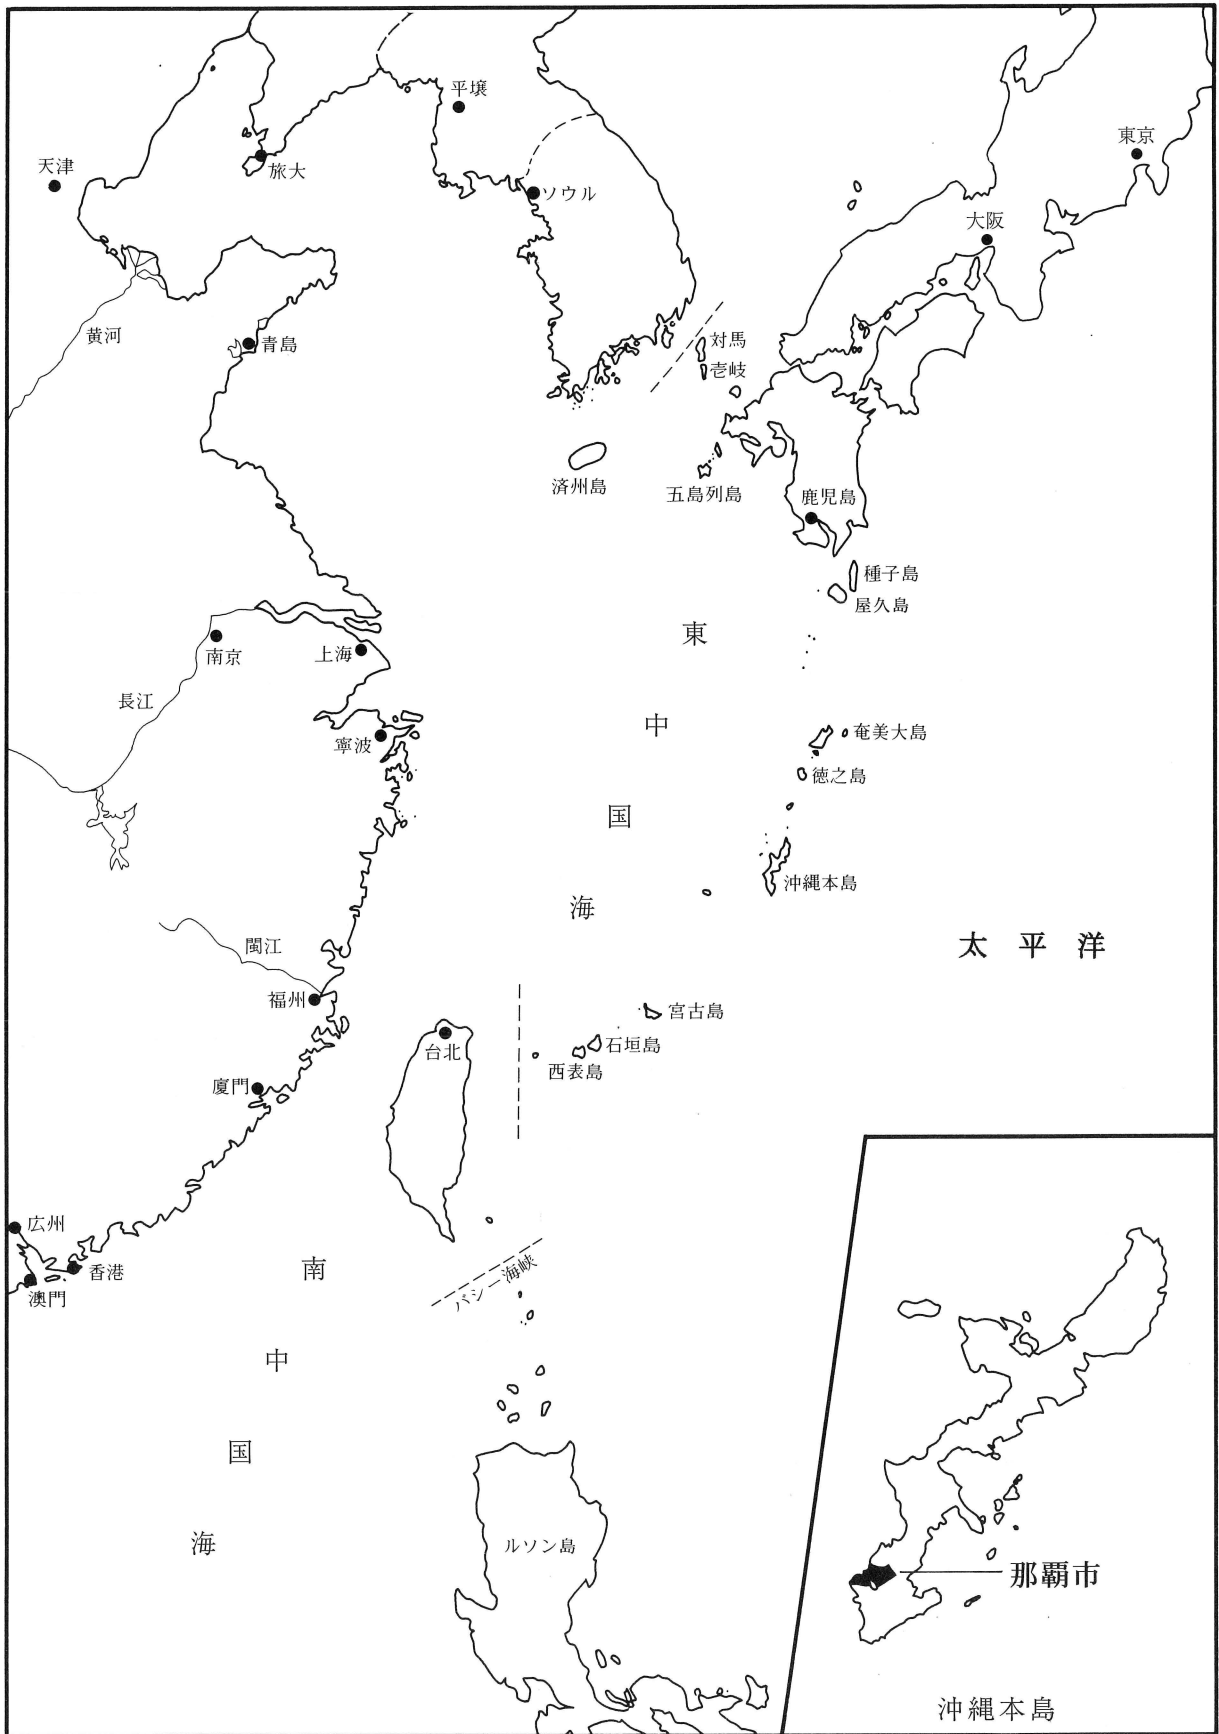 平壌
東京
天津
旅大
ソウル
大阪
黄河
青島
対馬
壱岐
済州島
五島列島
鹿児島
種子島
屋久島
東中国海
南京
上海
長江
寧波
奄美大島
徳之島
沖縄本島
太平洋
閩江
福州
宮古島
台北
石垣島
西表島
廈門
広州
香港
澳門
バシー海峡
南中国海
ルソン島
那覇市
沖縄本島